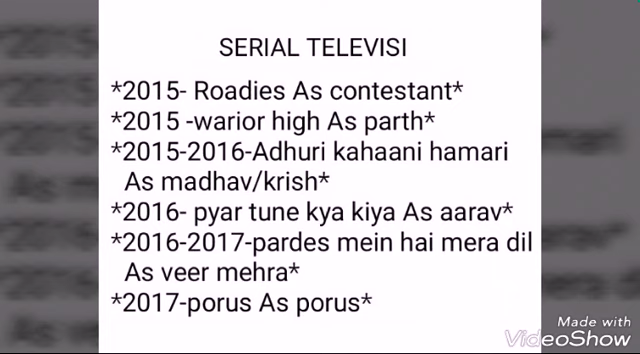 SERIAL TELEVISI
*2015- Roadies As contestant*
*2015 -warior high As parth*
*2015-2016-Adhuri kahaani hamari
As madhav/krish*
*2016- pyar tune kya kiya As aarav*
*2016-2017-pardes mein hai mera dil
As veer mehra*
*2017-porus As porus*
Made with
VideoShow